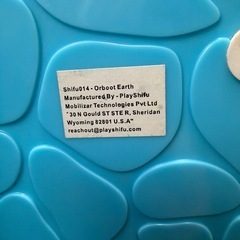 Shifu014 - Orboot Earth
Manufactured By - PlayShifu
Mobilizar Technologies Pvt Ltd
"30 N Gould ST STE R, Sheridan
Wyoming 82801 U.S.A"
reachout@playshifu.com